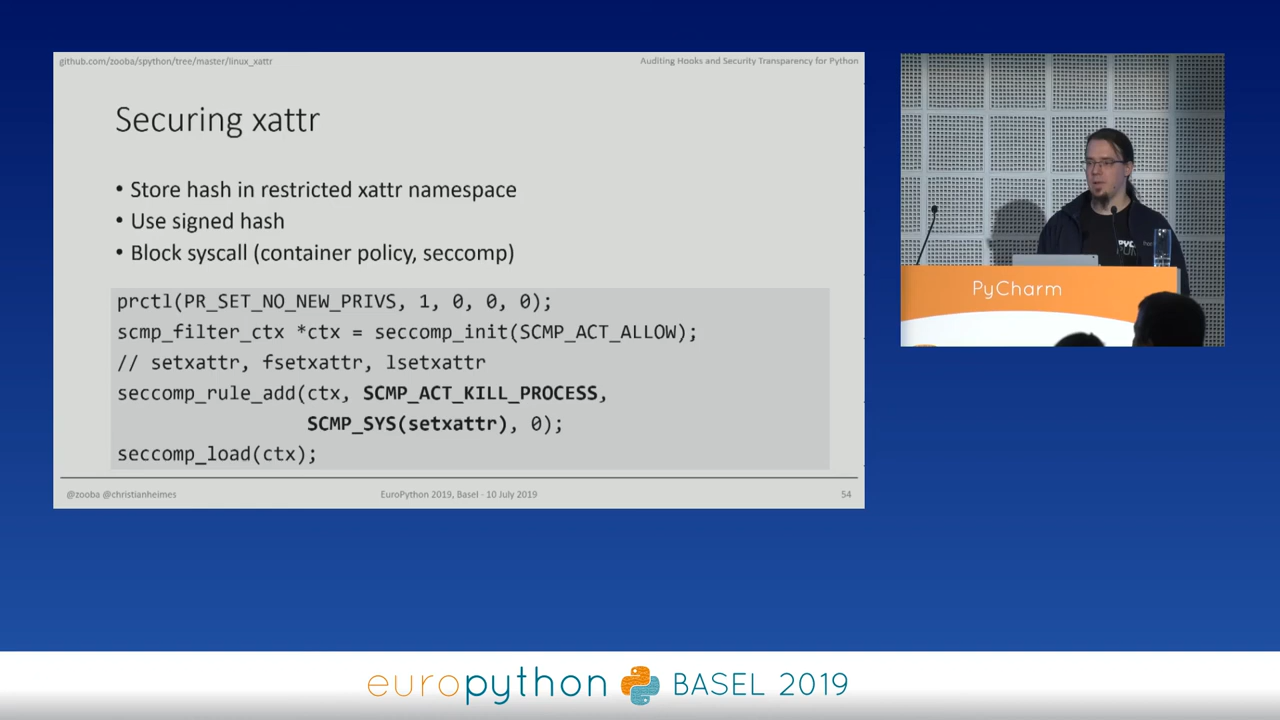 github.com/zooba/spython/tree/master/linux_xattr
Auditing Hooks and Security Transparency for Python
Securing xattr
• Store hash in restricted xattr namespace
• Use signed hash
• Block syscall (container policy, seccomp)
prctl(PR_SET_NO_NEW_PRIVS, 1, 0, 0, 0);
scmp_filter_ctx *ctx = seccomp_init(SCMP_ACT_ALLOW);
// setxattr, fsetxattr, lsetxattr
seccomp_rule_add(ctx, SCMP_ACT_KILL_PROCESS,
SCMP_SYS(setxattr), 0);
seccomp_load(ctx);
@zooba @christianheimes
EuroPython 2019, Basel · 10 July 2019
54
PyCharm
europython BASEL 2019